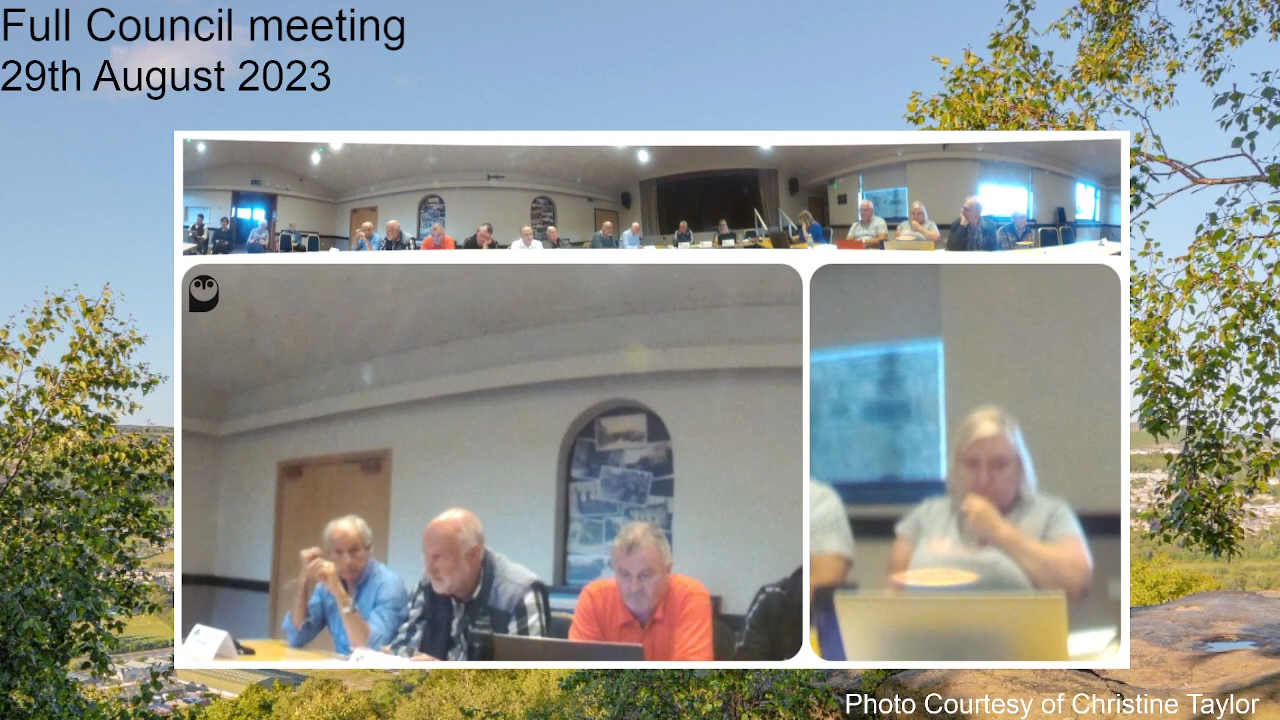 Full Council meeting
29th August 2023
Photo Courtesy of Christine Taylor